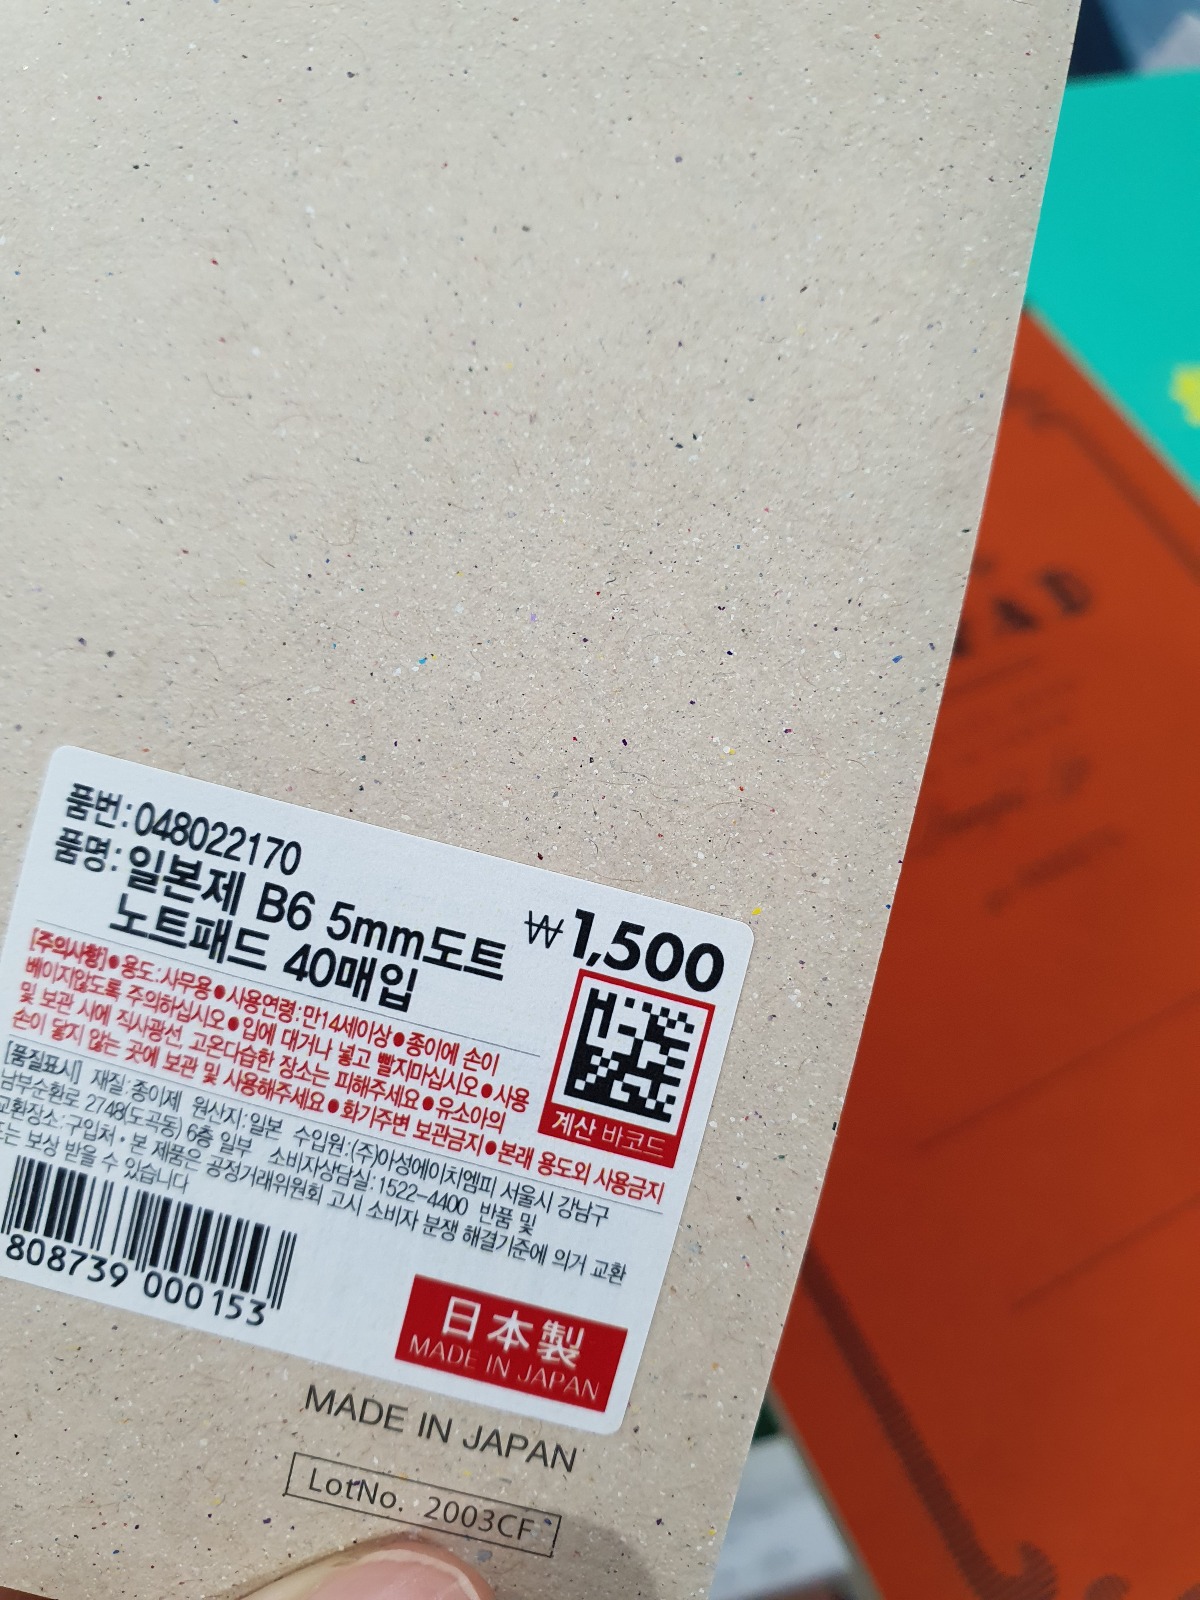 품번:048022170
품명:일본제 B6 5mm도트
노트패드 40매입
₩1,500
[주의사항]●용도:사무용●사용연령:만14세이상●종이에 손이
베이지않도록 주의하십시오●입에 대거나 넣고 빨지마십시오●사용
및 보관 시에 직사광선 고온다습한 장소는 피해주세요●유소아의
손이 닿지 않는 곳에 보관 및 사용해주세요●화기주변 보관금지●본래 용도외 사용금지
계산 바코드
[품질표시] 재질:종이제 원산지:일본 수입원:(주)아성에이치엠피 서울시 강남구
남부순환로 2748(도곡동) 6층 일부 소비자상담실:1522-4400 반품 및
교환장소:구입처・본 제품은 공정거래위원회 고시 소비자 분쟁 해결기준에 의거 교환
또는 보상 받을 수 있습니다
808739 000153
日本製
MADE IN JAPAN
MADE IN JAPAN
LotNo. 2003CF